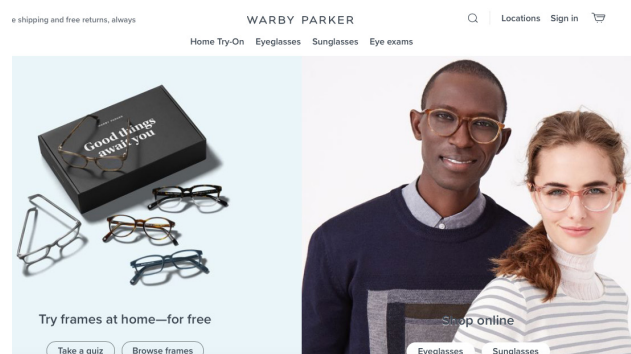 e shipping and free returns, always
WARBY PARKER
Locations Sign in
Home Try-On Eyeglasses Sunglasses Eye exams
Good things
await you
Try frames at home—for free
Shop online
Take a quiz Browse frames
Eyeglasses Sunglasses